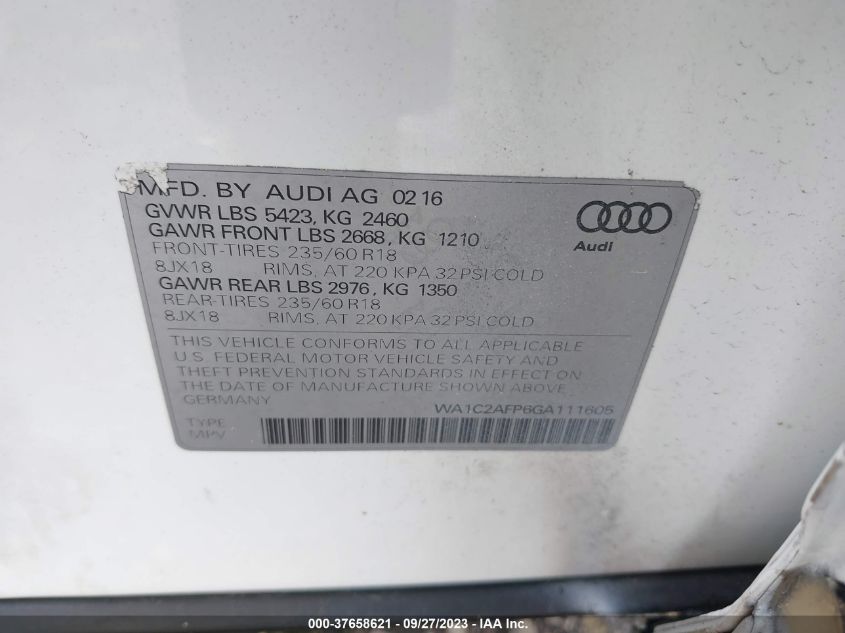 MFD. BY AUDI AG 02 16
GVWR LBS 5423, KG 2460
GAWR FRONT LBS 2668, KG 1210
FRONT-TIRES 235/60 R18
8JX18 RIMS, AT 220 KPA 32 PSI COLD
GAWR REAR LBS 2976, KG 1350
REAR-TIRES 235/60 R18
8JX18 RIMS, AT 220 KPA 32 PSI COLD
Audi
THIS VEHICLE CONFORMS TO ALL APPLICABLE
U.S. FEDERAL MOTOR VEHICLE SAFETY AND
THEFT PREVENTION STANDARDS IN EFFECT ON
THE DATE OF MANUFACTURE SHOWN ABOVE
GERMANY
WA1C2AFP6GA111605
TYPE
MPV
000-37658621 - 09/27/2023 - IAA Inc.